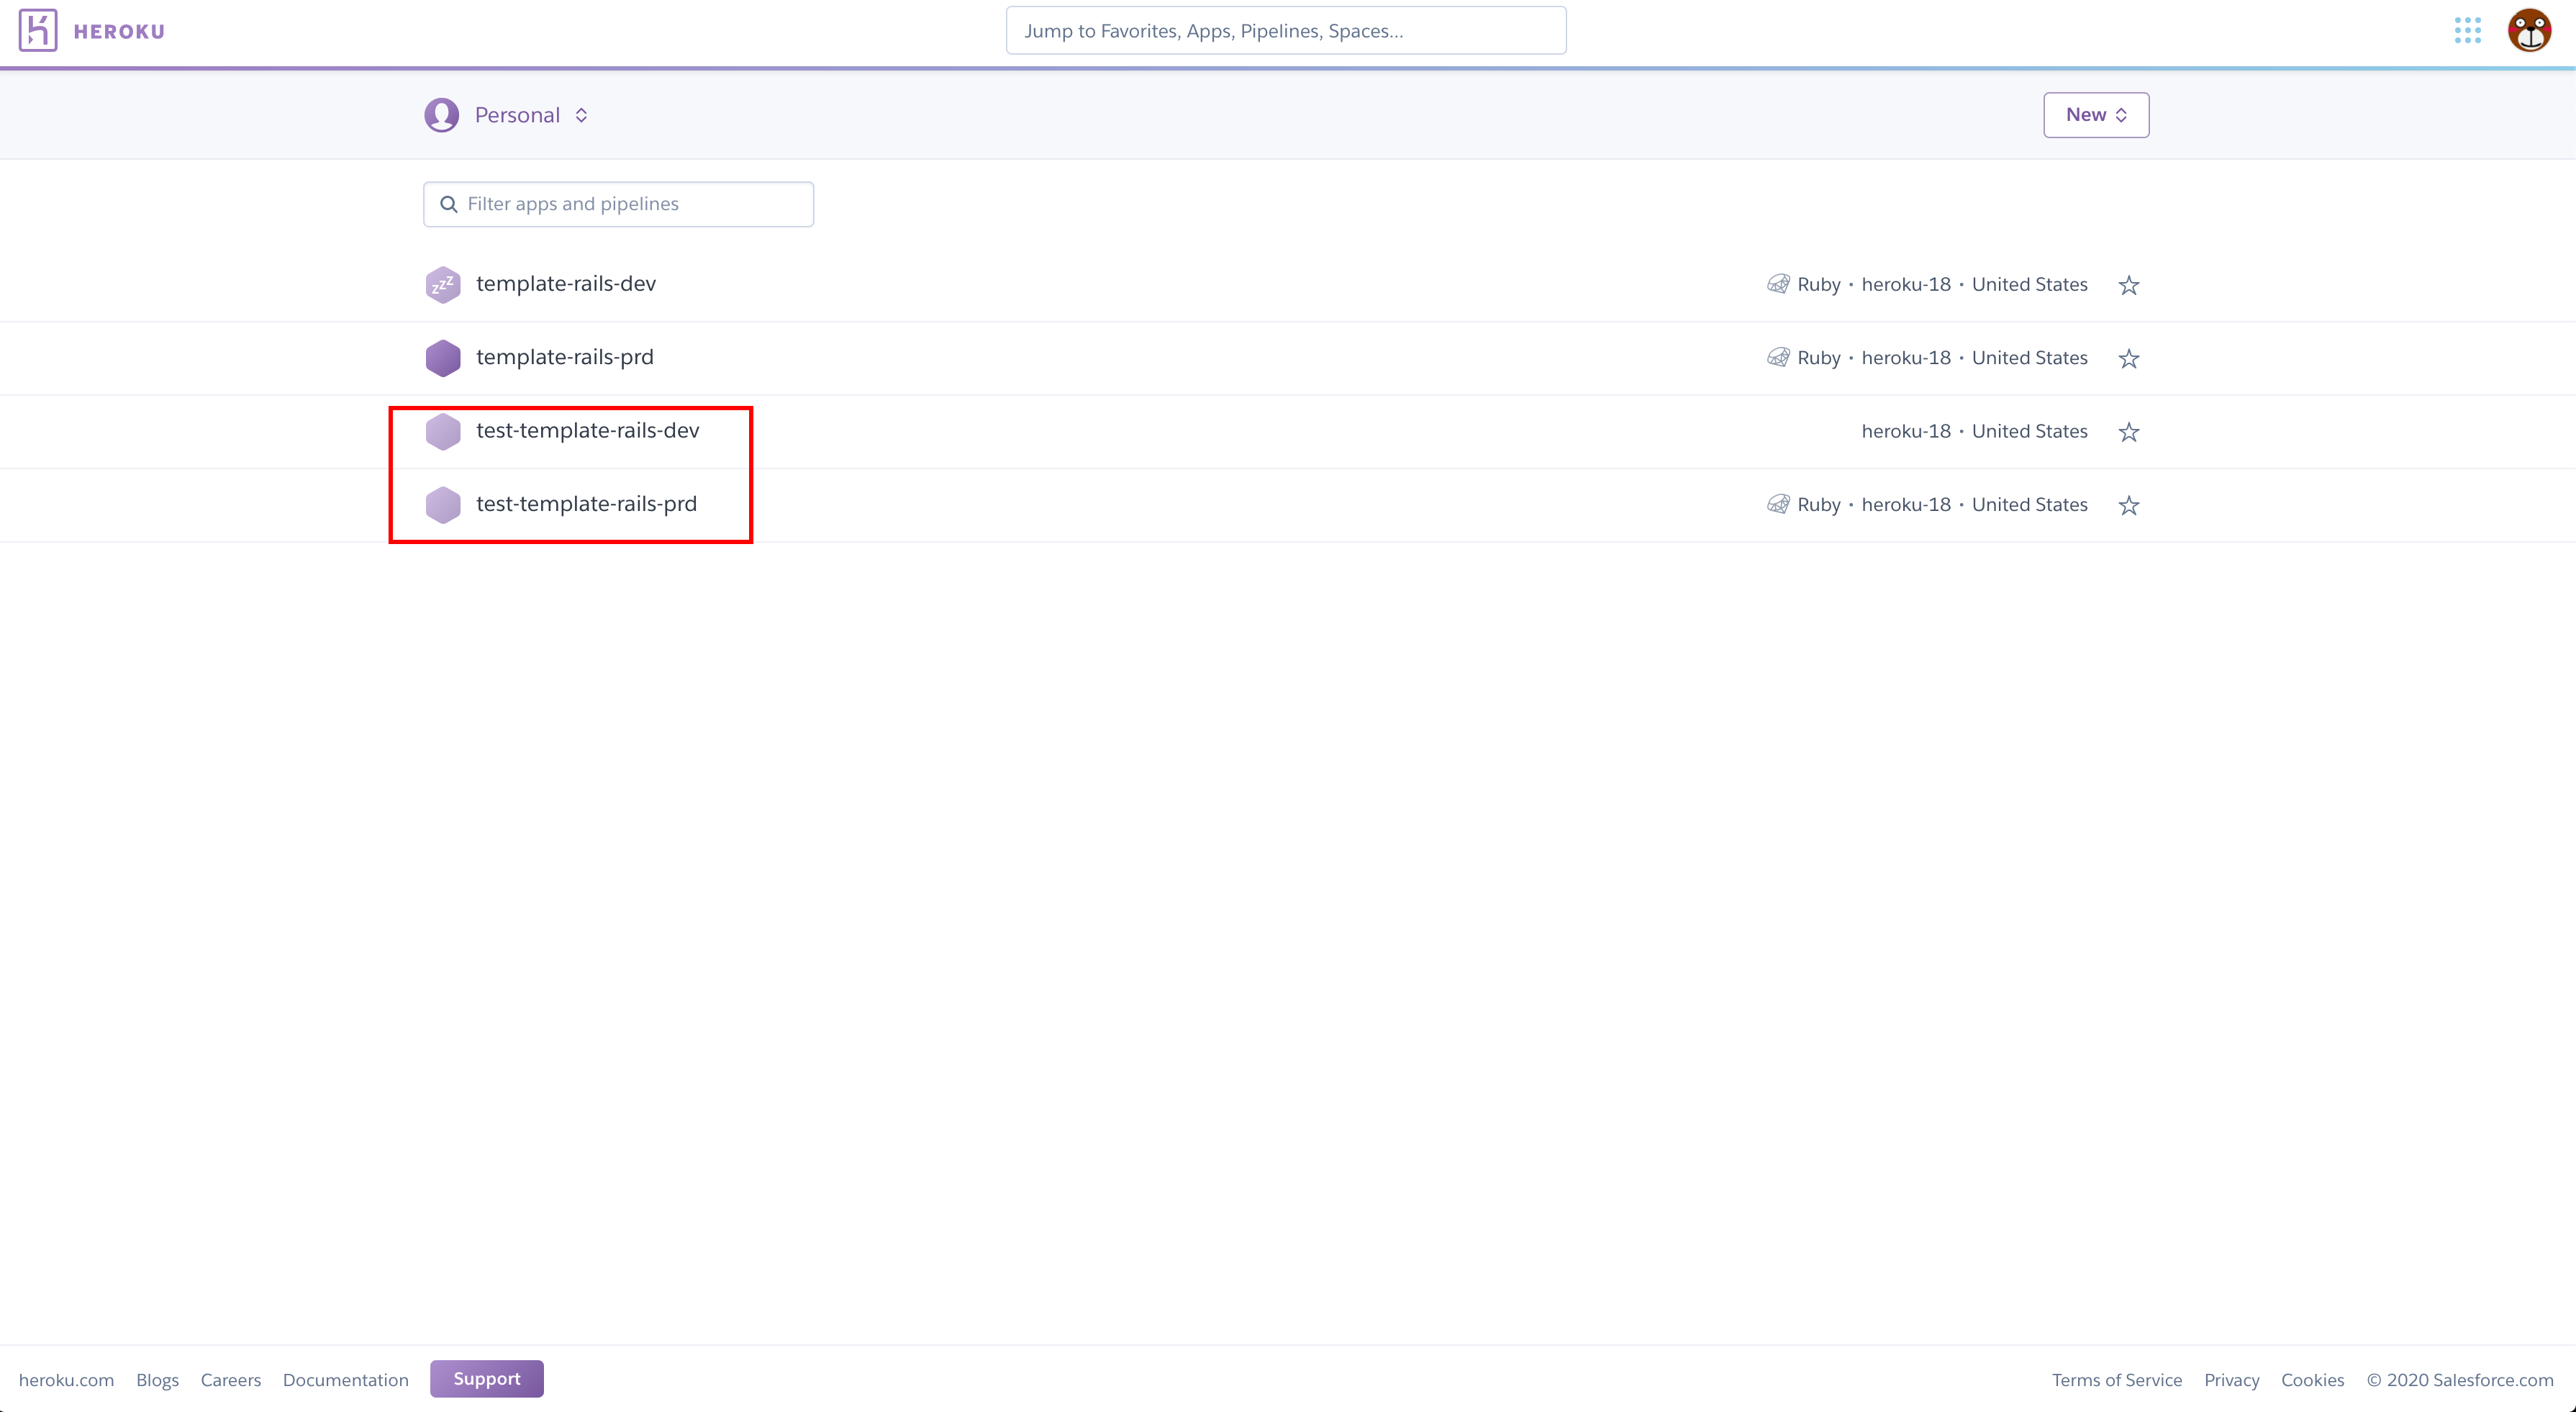 HEROKU
Jump to Favorites, Apps, Pipelines, Spaces...
Personal
New
Filter apps and pipelines
zzz template-rails-dev Ruby • heroku-18 • United States
template-rails-prd Ruby • heroku-18 • United States
test-template-rails-dev heroku-18 • United States
test-template-rails-prd Ruby • heroku-18 • United States
heroku.com Blogs Careers Documentation Support Terms of Service Privacy Cookies © 2020 Salesforce.com